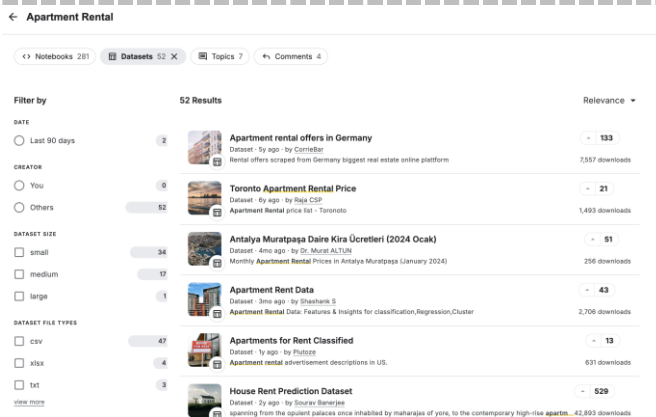 Apartment Rental
Notebooks 281
Datasets 52
Topics 7
Comments 4
Filter by
52 Results
Relevance
DATE
Last 90 days 2
CREATOR
You 0
Others 52
DATASET SIZE
small 34
medium 17
large 1
DATASET FILE TYPES
csv 47
xlsx 4
txt 3
view more
Apartment rental offers in Germany
133
Dataset · 5y ago · by CorrieBar
Rental offers scraped from Germany biggest real estate online plattform
7,557 downloads
Toronto Apartment Rental Price
21
Dataset · 6y ago · by Raja CSP
Apartment Rental price list - Toronoto
1,493 downloads
Antalya Muratpaşa Daire Kira Ücretleri (2024 Ocak)
51
Dataset · 4mo ago · by Dr. Murat ALTUN
Monthly Apartment Rental Prices in Antalya Muratpaşa (January 2024)
256 downloads
Apartment Rent Data
43
Dataset · 3mo ago · by Shashank S
Apartment Rental Data: Features & Insights for classification,Regression,Cluster
2,706 downloads
Apartments for Rent Classified
13
Dataset · 1y ago · by Plutoze
Apartment rental advertisement descriptions in US.
631 downloads
House Rent Prediction Dataset
529
Dataset · 2y ago · by Sourav Banerjee
spanning from the opulent palaces once inhabited by maharajas of yore, to the contemporary high-rise apartm...
42,893 downloads